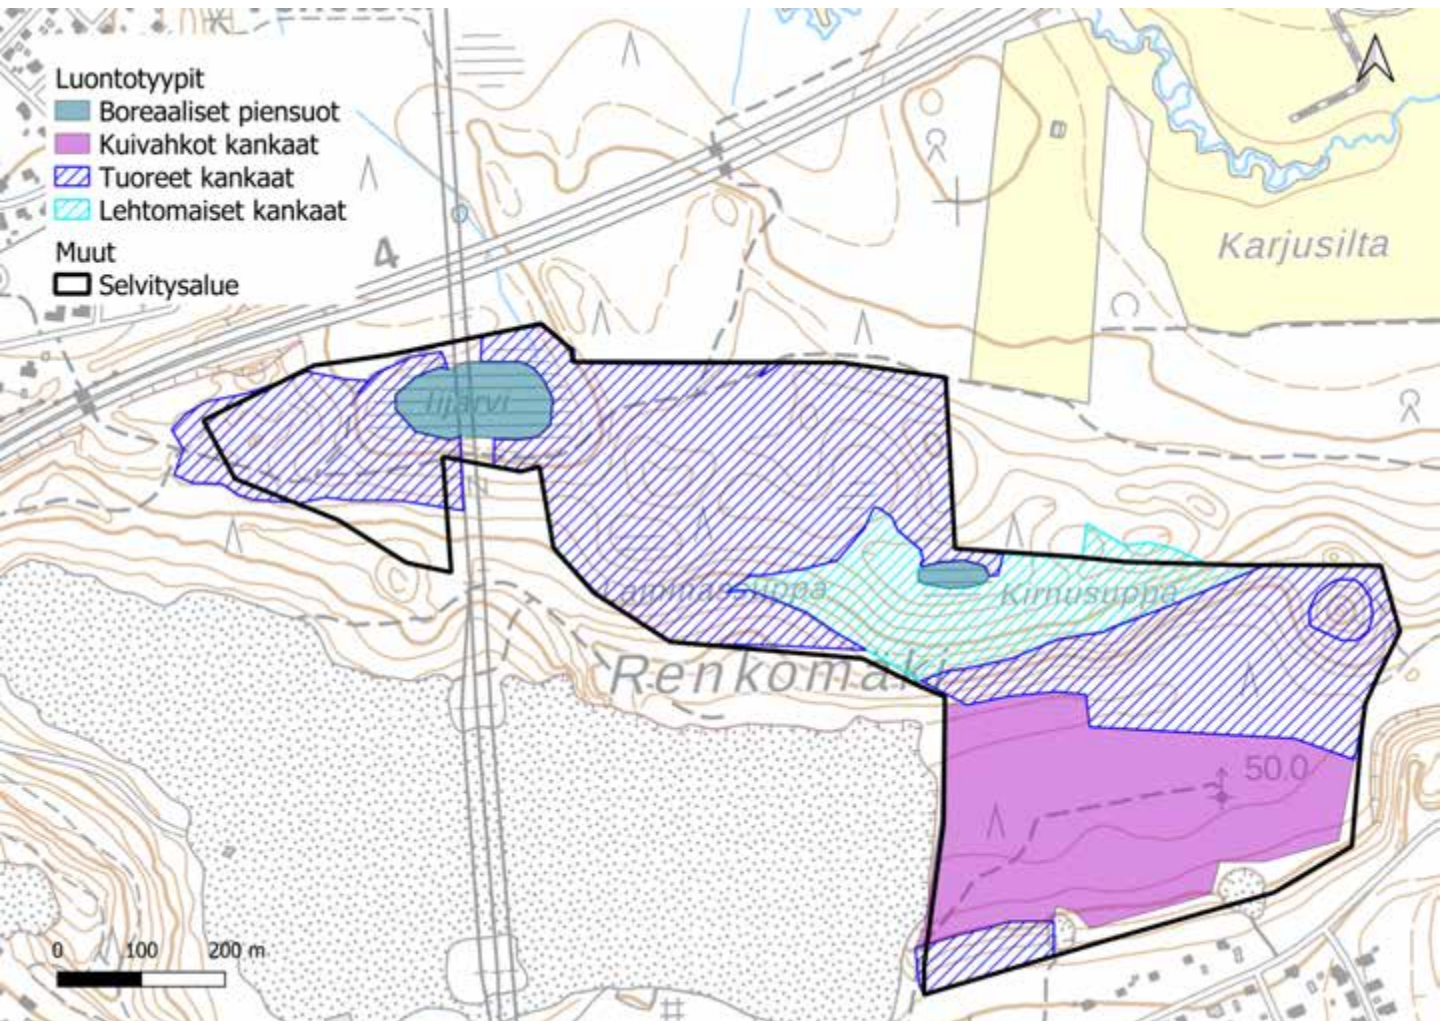 Luontotyypit
Boreaaliset piensuot
Kuivahkot kankaat
Tuoreet kankaat
Lehtomaiset kankaat
Muut
Selvitysalue
4
Karjusilta
Iijärvi
Kirnusuppa
Renkomäki
50.0
0 100 200 m